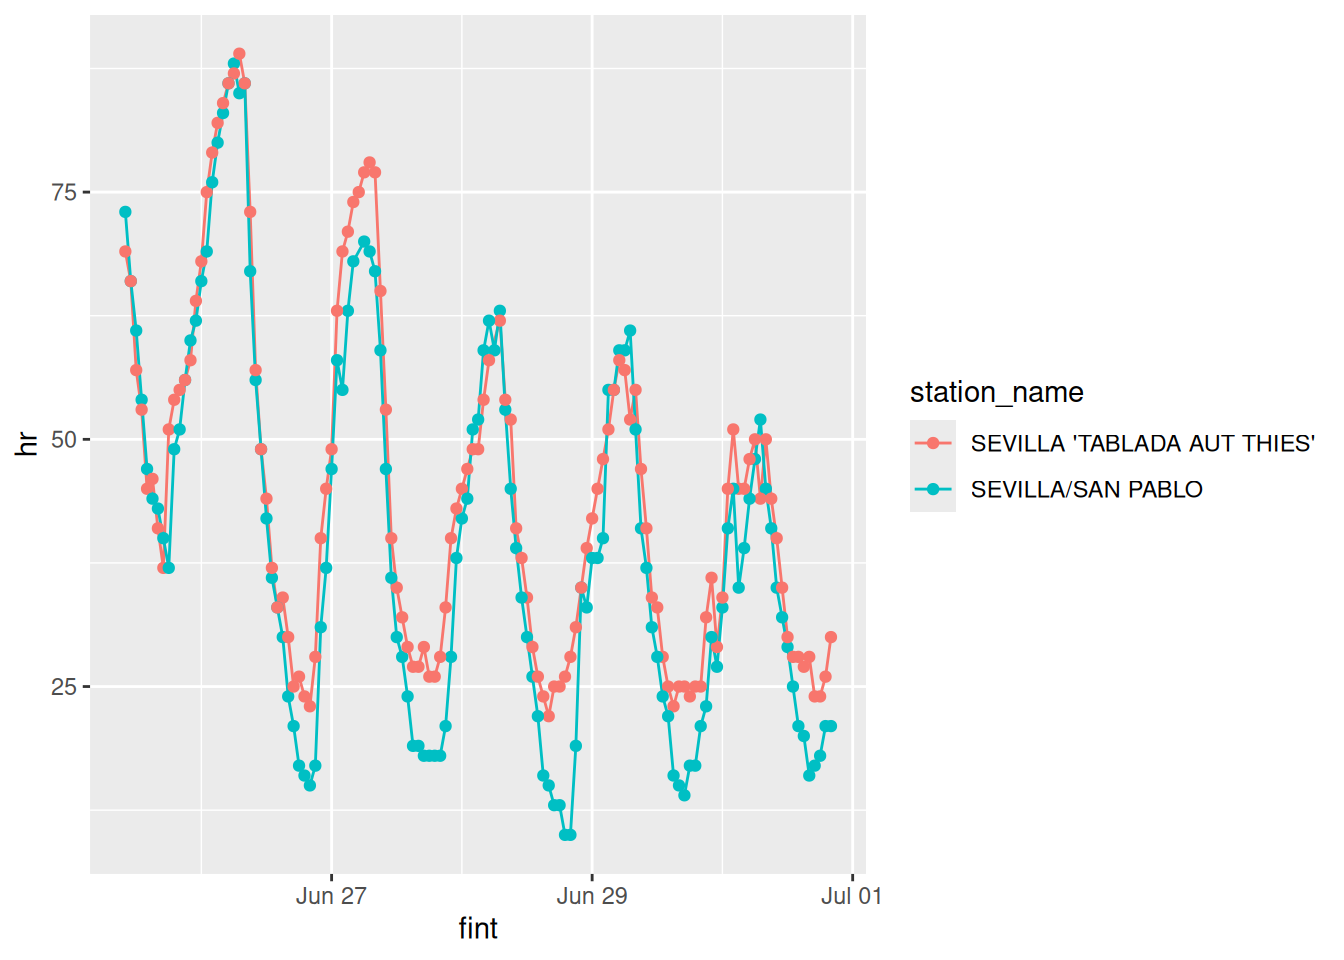 75
50
25
hr
Jun 27
Jun 29
Jul 01
fint
station_name
SEVILLA 'TABLADA AUT THIES'
SEVILLA/SAN PABLO